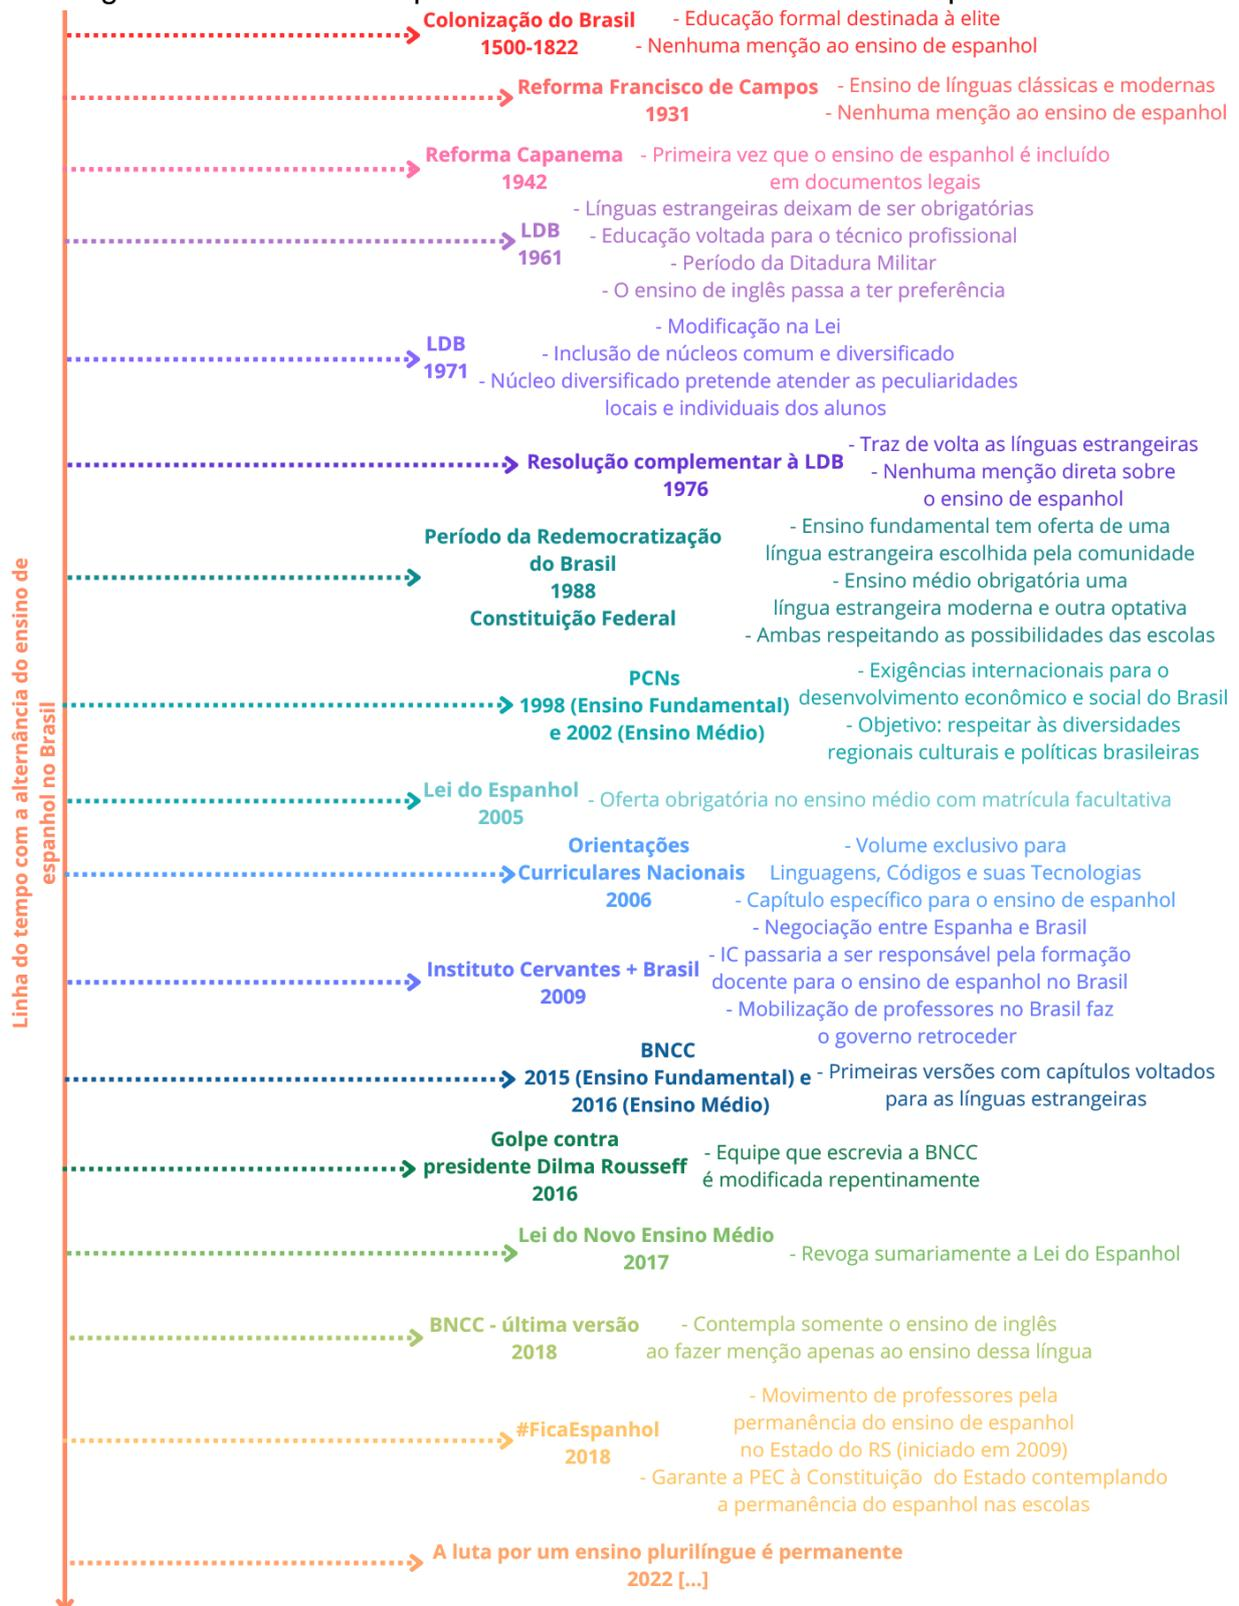 Colonização do Brasil
1500-1822
- Educação formal destinada à elite
- Nenhuma menção ao ensino de espanhol
Reforma Francisco de Campos
1931
- Ensino de línguas clássicas e modernas
- Nenhuma menção ao ensino de espanhol
Reforma Capanema
1942
- Primeira vez que o ensino de espanhol é incluído
em documentos legais
LDB
1961
- Línguas estrangeiras deixam de ser obrigatórias
- Educação voltada para o técnico profissional
- Período da Ditadura Militar
- O ensino de inglês passa a ter preferência
LDB
1971
- Modificação na Lei
- Inclusão de núcleos comum e diversificado
- Núcleo diversificado pretende atender as peculiaridades
locais e individuais dos alunos
Resolução complementar à LDB
1976
- Traz de volta as línguas estrangeiras
- Nenhuma menção direta sobre
o ensino de espanhol
Período da Redemocratização
do Brasil
1988
Constituição Federal
- Ensino fundamental tem oferta de uma
língua estrangeira escolhida pela comunidade
- Ensino médio obrigatória uma
língua estrangeira moderna e outra optativa
- Ambas respeitando as possibilidades das escolas
PCNs
1998 (Ensino Fundamental)
e 2002 (Ensino Médio)
- Exigências internacionais para o
desenvolvimento econômico e social do Brasil
- Objetivo: respeitar às diversidades
regionais culturais e políticas brasileiras
Lei do Espanhol
2005
- Oferta obrigatória no ensino médio com matrícula facultativa
Orientações
Curriculares Nacionais
2006
- Volume exclusivo para
Linguagens, Códigos e suas Tecnologias
- Capítulo específico para o ensino de espanhol
Instituto Cervantes + Brasil
2009
- Negociação entre Espanha e Brasil
- IC passaria a ser responsável pela formação
docente para o ensino de espanhol no Brasil
- Mobilização de professores no Brasil faz
o governo retroceder
BNCC
2015 (Ensino Fundamental) e
2016 (Ensino Médio)
- Primeiras versões com capítulos voltados
para as línguas estrangeiras
Golpe contra
presidente Dilma Rousseff
2016
- Equipe que escrevia a BNCC
é modificada repentinamente
Lei do Novo Ensino Médio
2017
- Revoga sumariamente a Lei do Espanhol
BNCC - última versão
2018
- Contempla somente o ensino de inglês
ao fazer menção apenas ao ensino dessa língua
#FicaEspanhol
2018
- Movimento de professores pela
permanência do ensino de espanhol
no Estado do RS (iniciado em 2009)
- Garante a PEC à Constituição do Estado contemplando
a permanência do espanhol nas escolas
A luta por um ensino plurilíngue é permanente
2022 [...]
Linha do tempo com a alternância do ensino de
espanhol no Brasil